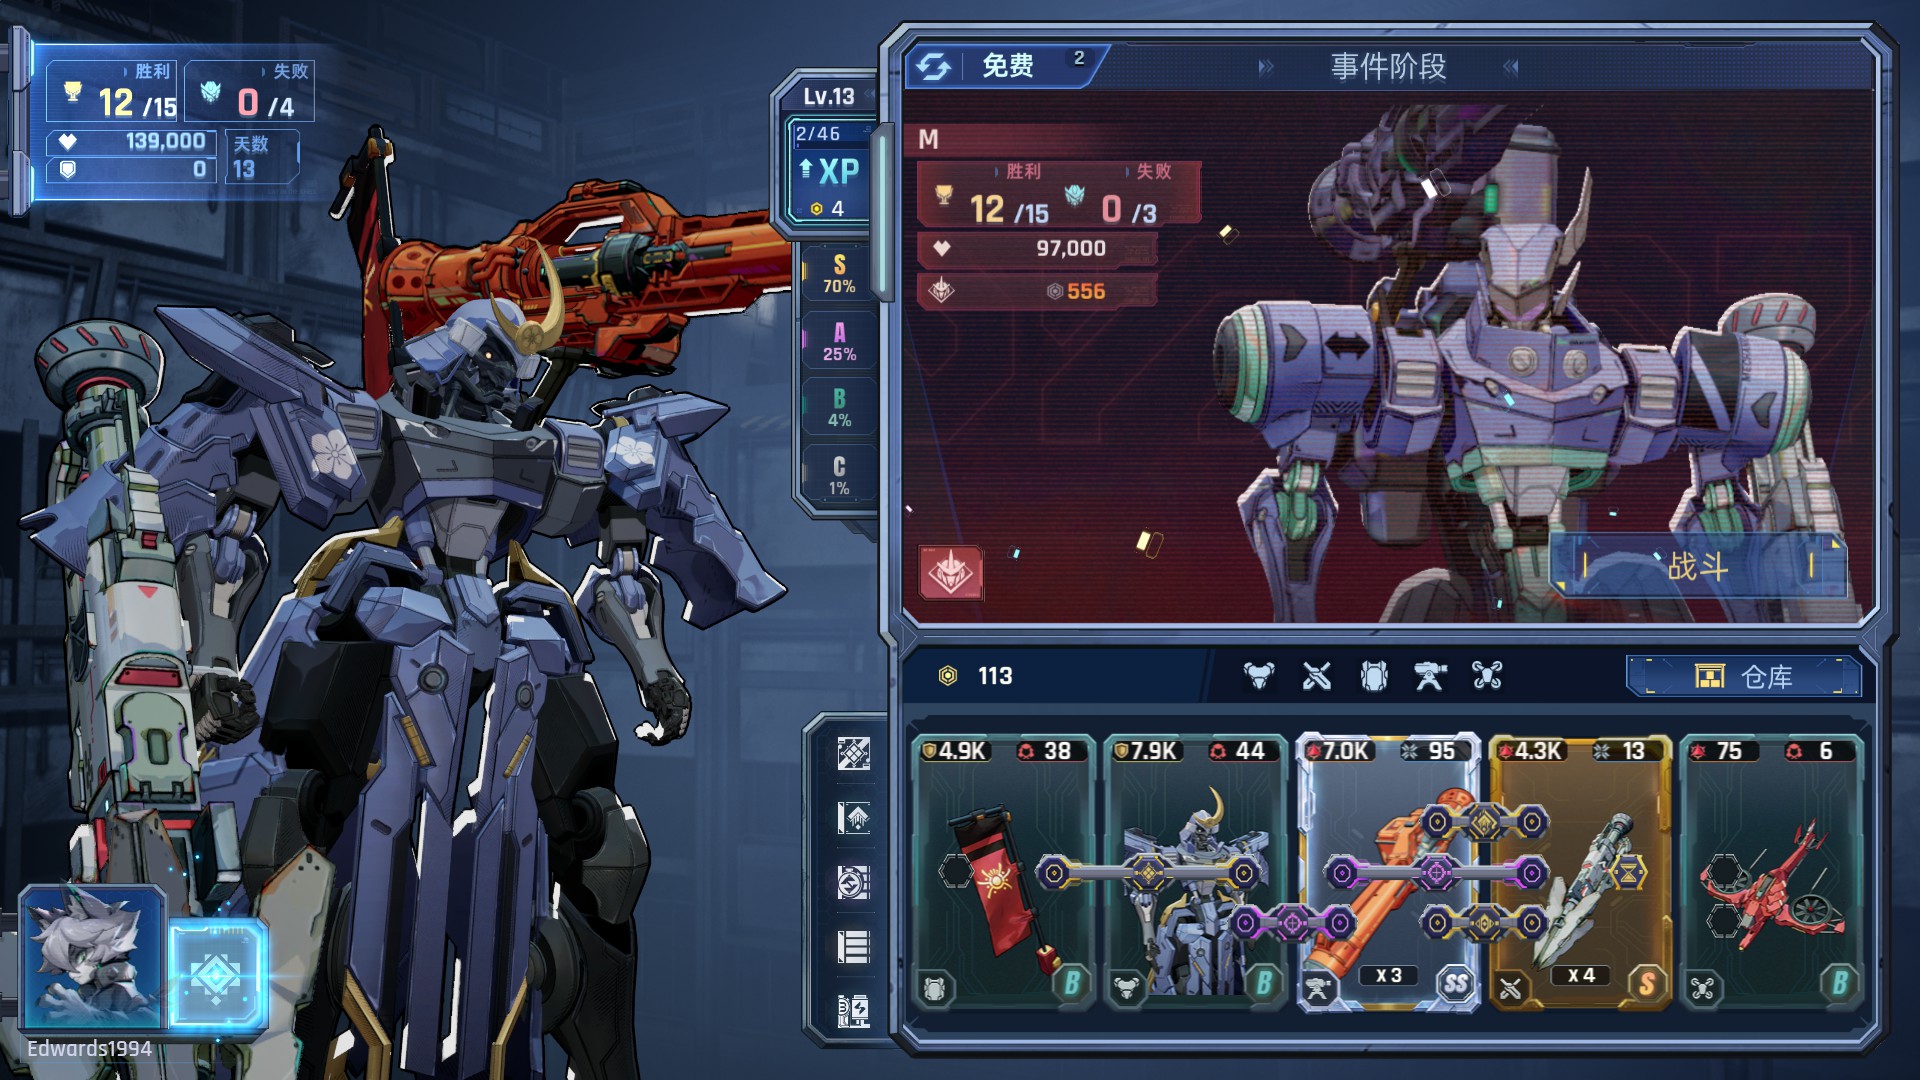 胜利 失败
12 /15 0 /4
139,000 天数
0 13
Lv.13
2/46
XP
4
S
70%
A
25%
B
4%
C
1%
免费 2
事件阶段
M
胜利 失败
12 /15 0 /3
97,000
556
战斗
113
仓库
4.9K 38
7.9K 44
7.0K 95
4.3K 13
75 6
B
B
x3 SS
x4 S
B
Edwards1994